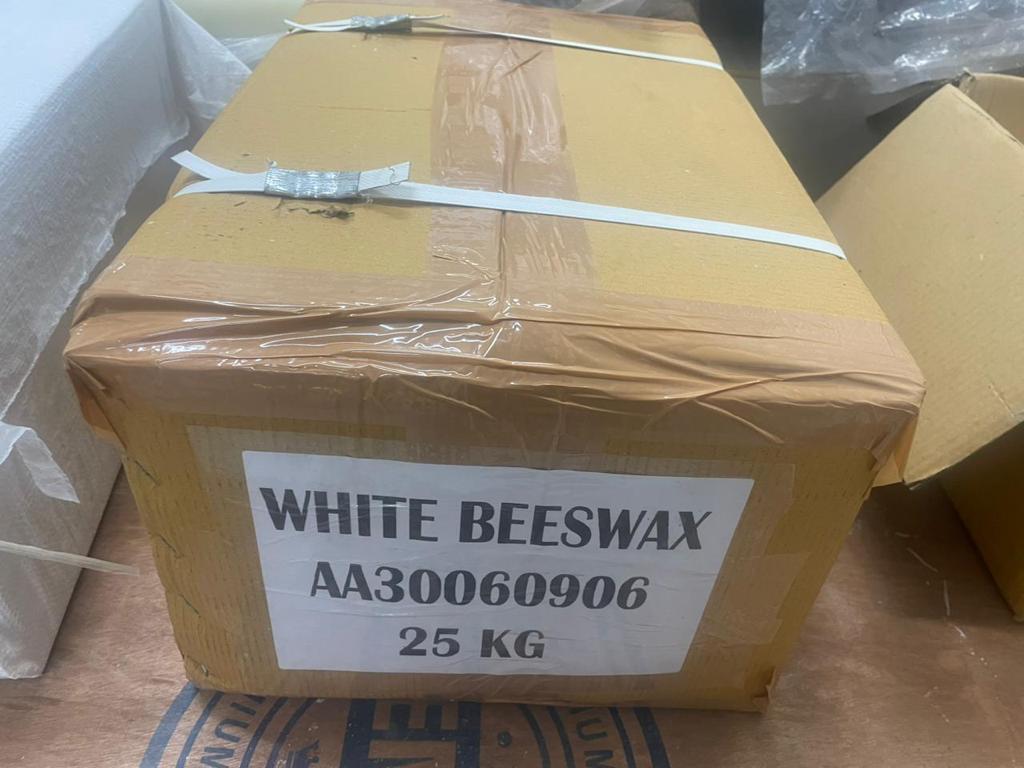 WHITE BEESWAX
AA30060906
25 KG